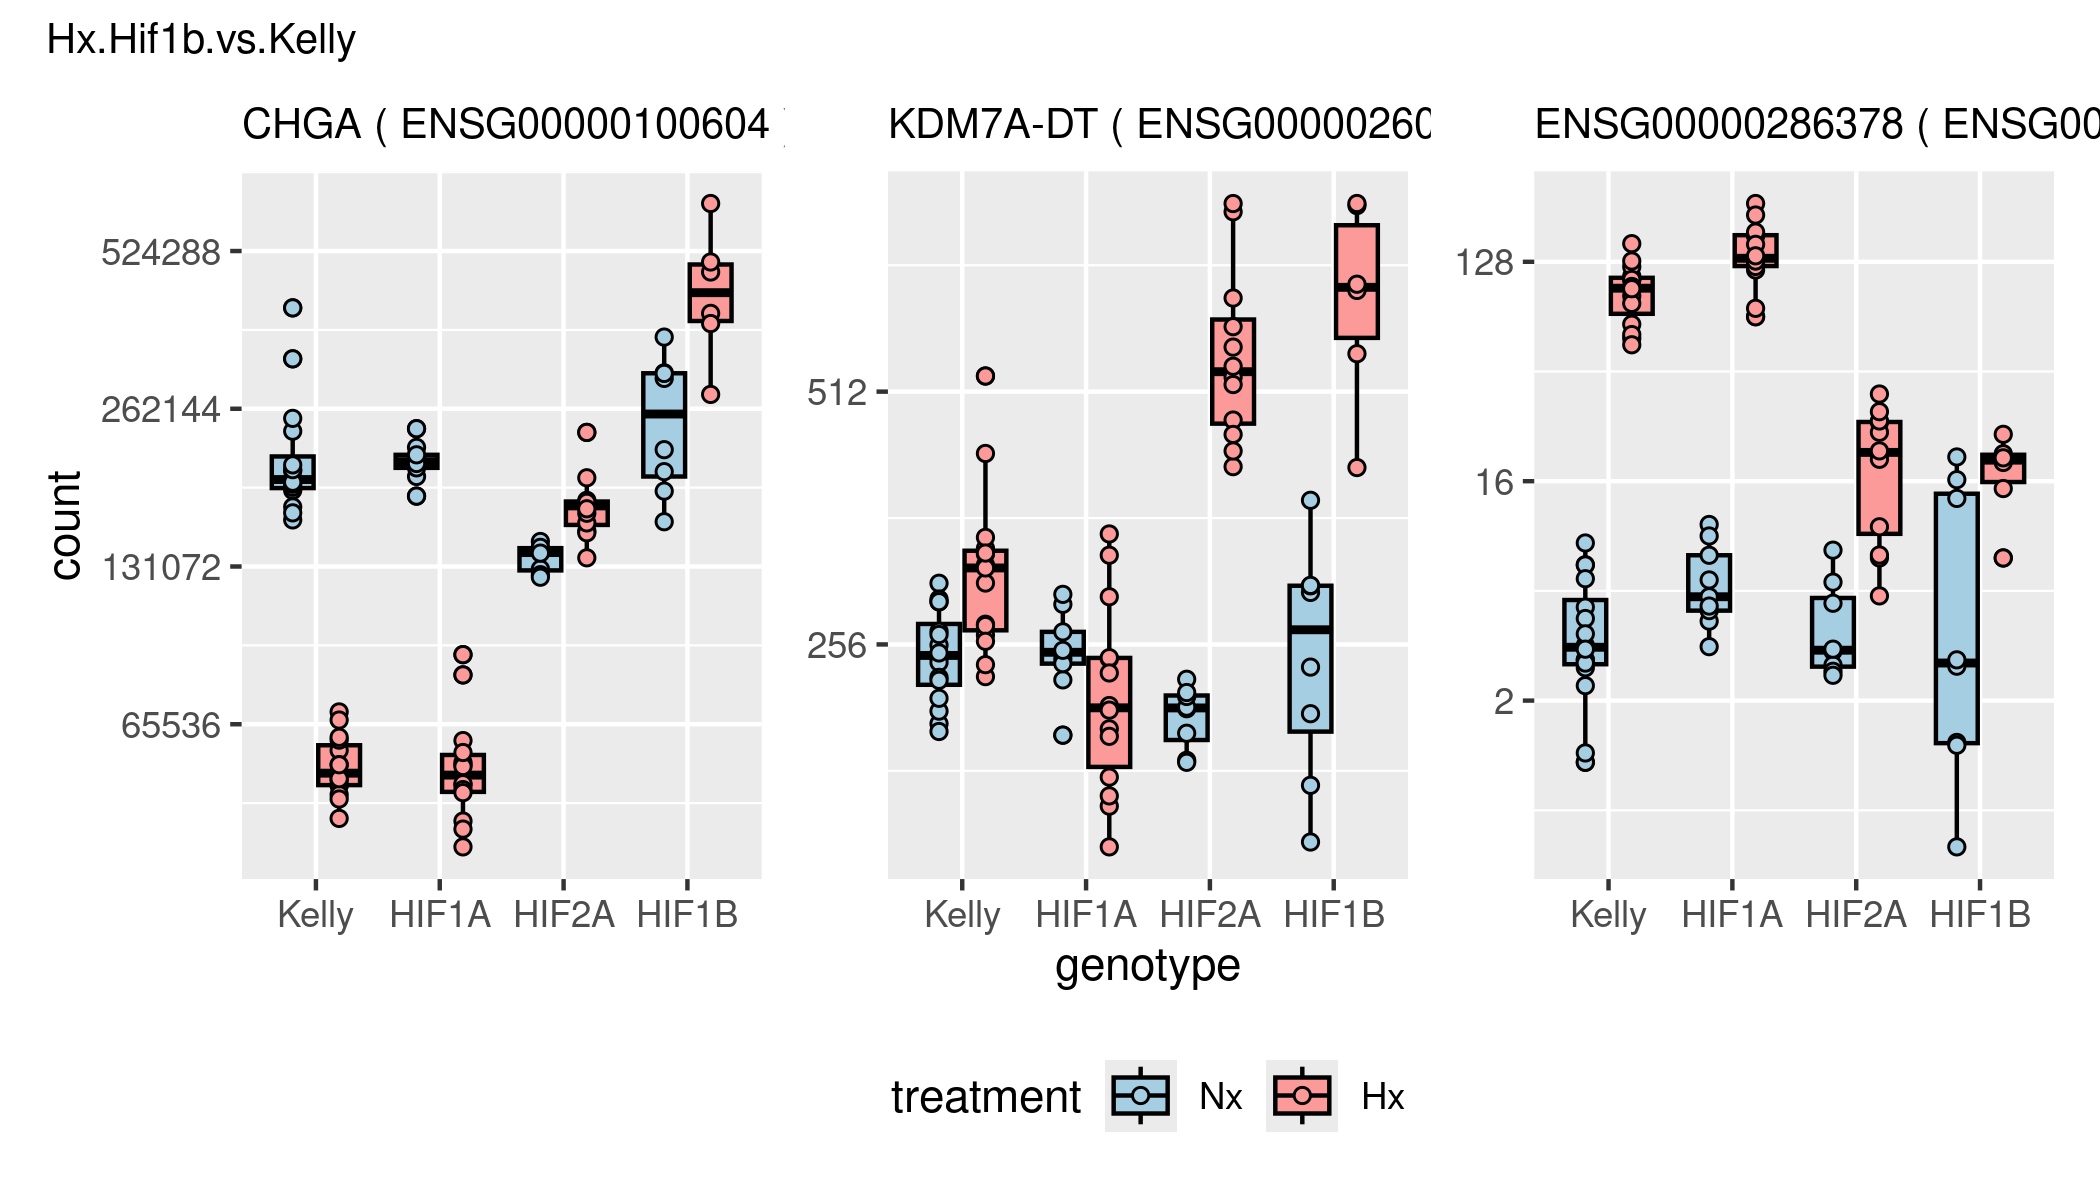 Hx.Hif1b.vs.Kelly
CHGA ( ENSG00000100604
KDM7A-DT ( ENSG00000260
ENSG00000286378 ( ENSG00
count
524288
262144
131072
65536
512
256
128
16
2
Kelly HIF1A HIF2A HIF1B
Kelly HIF1A HIF2A HIF1B
Kelly HIF1A HIF2A HIF1B
genotype
treatment Nx Hx